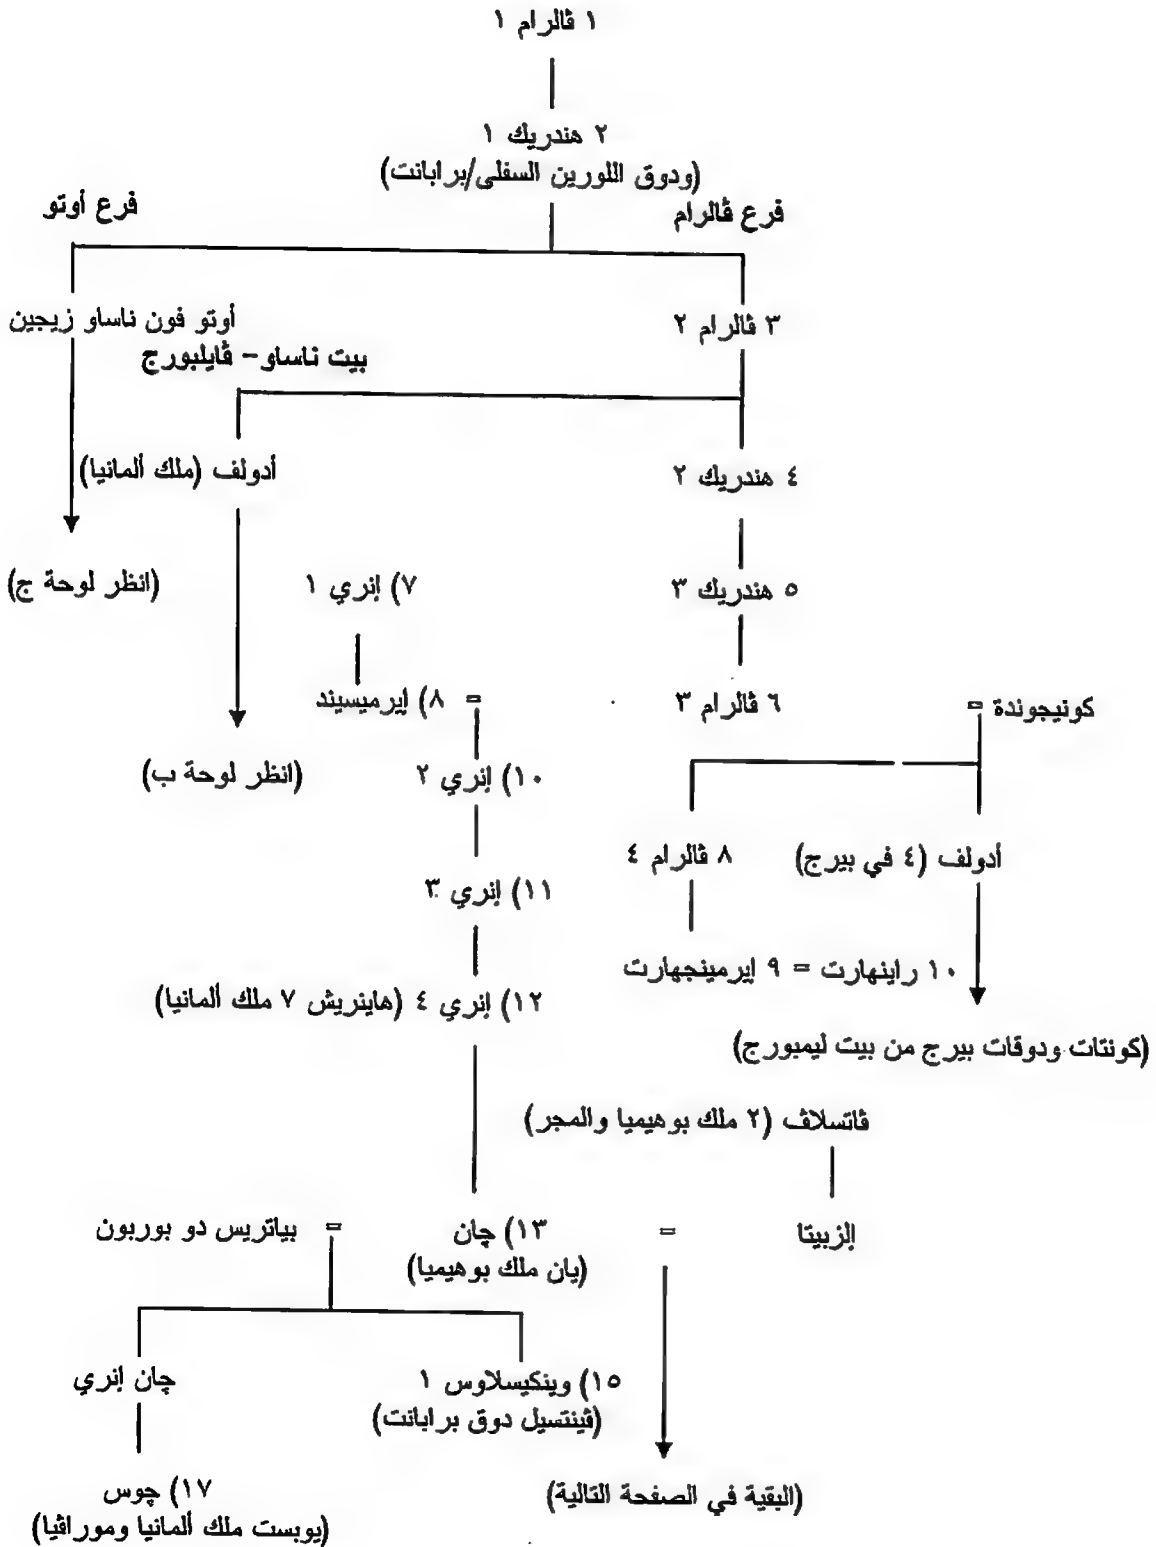 ١ ڤالرام ١
٢ هندريك ١
(ودوق اللورين السفلى/برابانت)
فرع ڤالرام
فرع أوتو
٣ ڤالرام ٢
أوتو فون ناساو زيجين
بيت ناساو- ڤايلبورج
٤ هندريك ٢
أدولف (ملك ألمانيا)
٥ هندريك ٣
٧) إنري ١
(انظر لوحة ج)
كونيجوندة = ٦ ڤالرام ٣ = ٨) إيرميسيند
١٠) إنري ٢
(انظر لوحة ب)
أدولف (٤ في بيرج)
٨ ڤالرام ٤
١١) إنري ٣
١٠ راينهارت = ٩ إيرمينجهارت
١٢) إنري ٤ (هاينريش ٧ ملك ألمانيا)
(كونتات ودوقات بيرج من بيت ليمبورج)
ڤاتسلاڤ (٢ ملك بوهيميا والمجر)
إلزبيتا = ١٣) چان = بياتريس دو بوربون
(يان ملك بوهيميا)
١٥) وينكيسلاوس ١
(ڤينتسيل دوق برابانت)
چان إنري
(البقية في الصفحة التالية)
١٧) چوس
(يوبست ملك ألمانيا وموراڤيا)